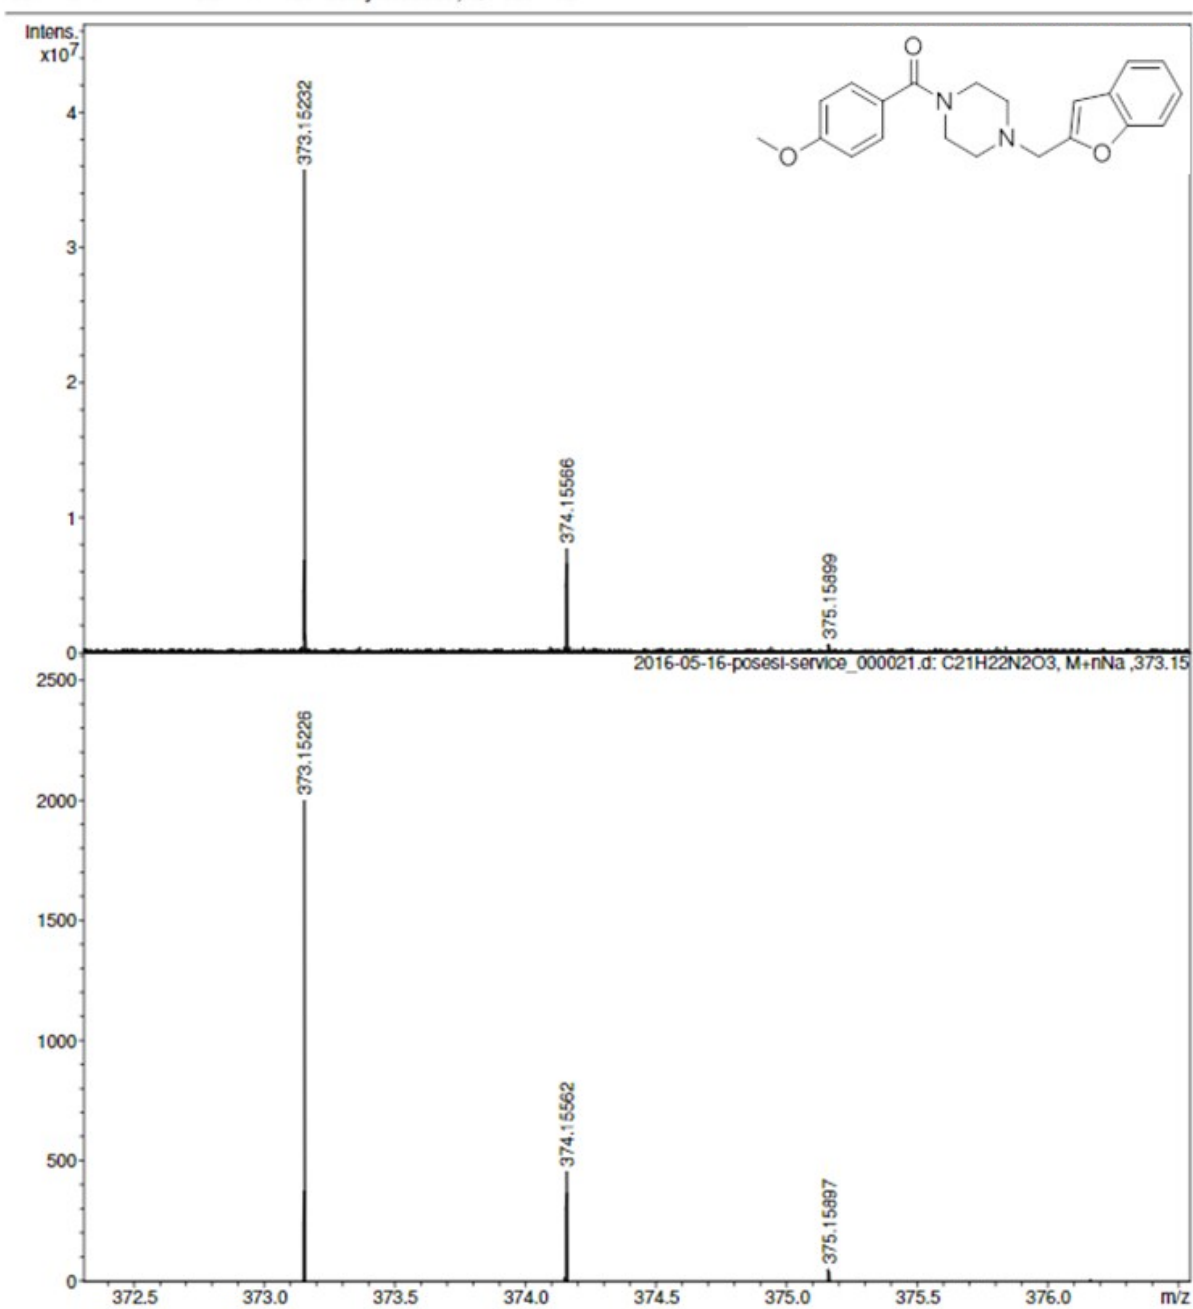 Intens.
x10^7
373.15232
4
374.15566
3
2
1
375.15899
0
O
N
N
O
O
2016-05-16-posesi-service_000021.d: C21H22N2O3, M+nNa ,373.15
2500
373.15226
2000
1500
1000
374.15562
500
375.15897
0
372.5 373.0 373.5 374.0 374.5 375.0 375.5 376.0 m/z